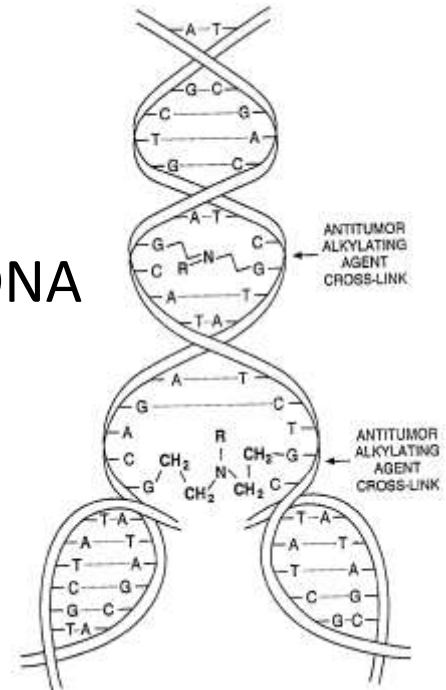 A T
G C
C G
T A
G C
A T
G N C
C R G
A T
T A
A T
G C
A R T
C CH₂ N CH₂ G
G CH₂ CH₂ C
T A
A T
T A
C G
G C
T A
T A
A T
T A
C G
G C
DNA
ANTITUMOR
ALKYLATING
AGENT
CROSS-LINK
ANTITUMOR
ALKYLATING
AGENT
CROSS-LINK